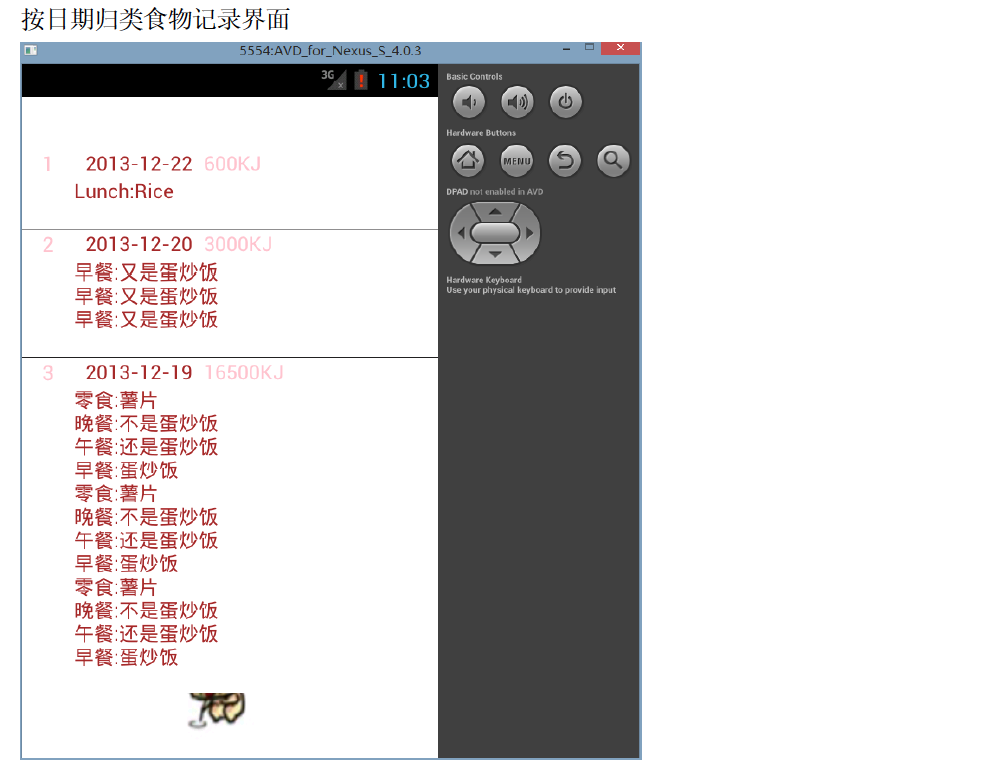 按日期归类食物记录界面
5554:AVD_for_Nexus_S_4.0.3
3G 11:03
Basic Controls
Hardware Buttons
MENU
DPAD not enabled in AVD
Hardware Keyboard
Use your physical keyboard to provide input
1 2013-12-22 600KJ
Lunch:Rice
2 2013-12-20 3000KJ
早餐:又是蛋炒饭
早餐:又是蛋炒饭
早餐:又是蛋炒饭
3 2013-12-19 16500KJ
零食:薯片
晚餐:不是蛋炒饭
午餐:还是蛋炒饭
早餐:蛋炒饭
零食:薯片
晚餐:不是蛋炒饭
午餐:还是蛋炒饭
早餐:蛋炒饭
零食:薯片
晚餐:不是蛋炒饭
午餐:还是蛋炒饭
早餐:蛋炒饭